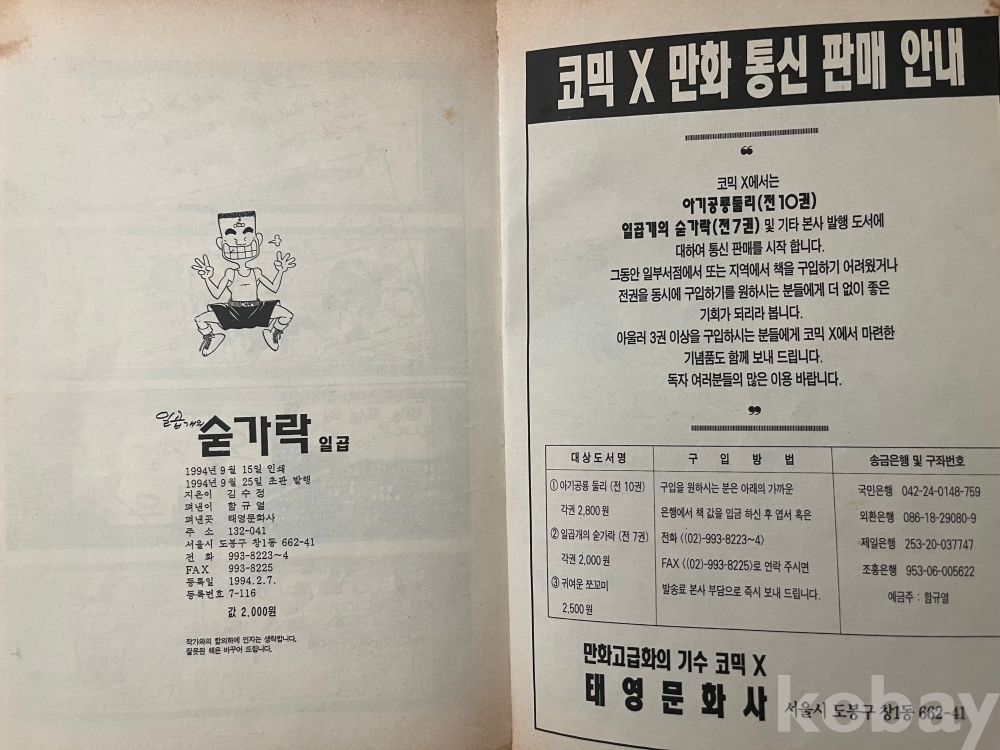 일곱개의 숟가락 일곱
1994년 9월 15일 인쇄
1994년 9월 25일 초판 발행
지은이 김수정
펴낸이 함규열
펴낸곳 태영문화사
주 소 132-041
서울시 도봉구 창1동 662-41
전 화 993-8223~4
FAX 993-8225
등록일 1994.2.7.
등록번호 7-116
값 2,000원
작가와의 합의하에 인지는 생략합니다.
잘못된 책은 바꾸어 드립니다.
코믹 X 만화 통신 판매 안내
❝
코믹 X에서는
아기공룡둘리(전10권)
일곱개의 숟가락(전7권) 및 기타 본사 발행 도서에
대하여 통신 판매를 시작 합니다.
그동안 일부서점에서 또는 지역에서 책을 구입하기 어려웠거나
전권을 동시에 구입하기를 원하시는 분들에게 더 없이 좋은
기회가 되리라 봅니다.
아울러 3권 이상을 구입하시는 분들에게 코믹 X에서 마련한
기념품도 함께 보내 드립니다.
독자 여러분들의 많은 이용 바랍니다.
❞
대상도서명
① 아기공룡 둘리 (전 10권)
각권 2,800원
② 일곱개의 숟가락 (전 7권)
각권 2,000원
③ 귀여운 쪼꼬미
2,500원
구 입 방 법
구입을 원하시는 분은 아래의 가까운
은행에서 책 값을 입금 하신 후 엽서 혹은
전화 《(02)-993-8223~4》
FAX 《(02)-993-8225》로 연락 주시면
발송료 본사 부담으로 즉시 보내 드립니다.
송금은행 및 구좌번호
국민은행 042-24-0148-759
외환은행 086-18-29080-9
제일은행 253-20-037747
조흥은행 953-06-005622
예금주 : 함규열
만화고급화의 기수 코믹 X
태영문화사 서울시 도봉구 창1동 662-41
kobay